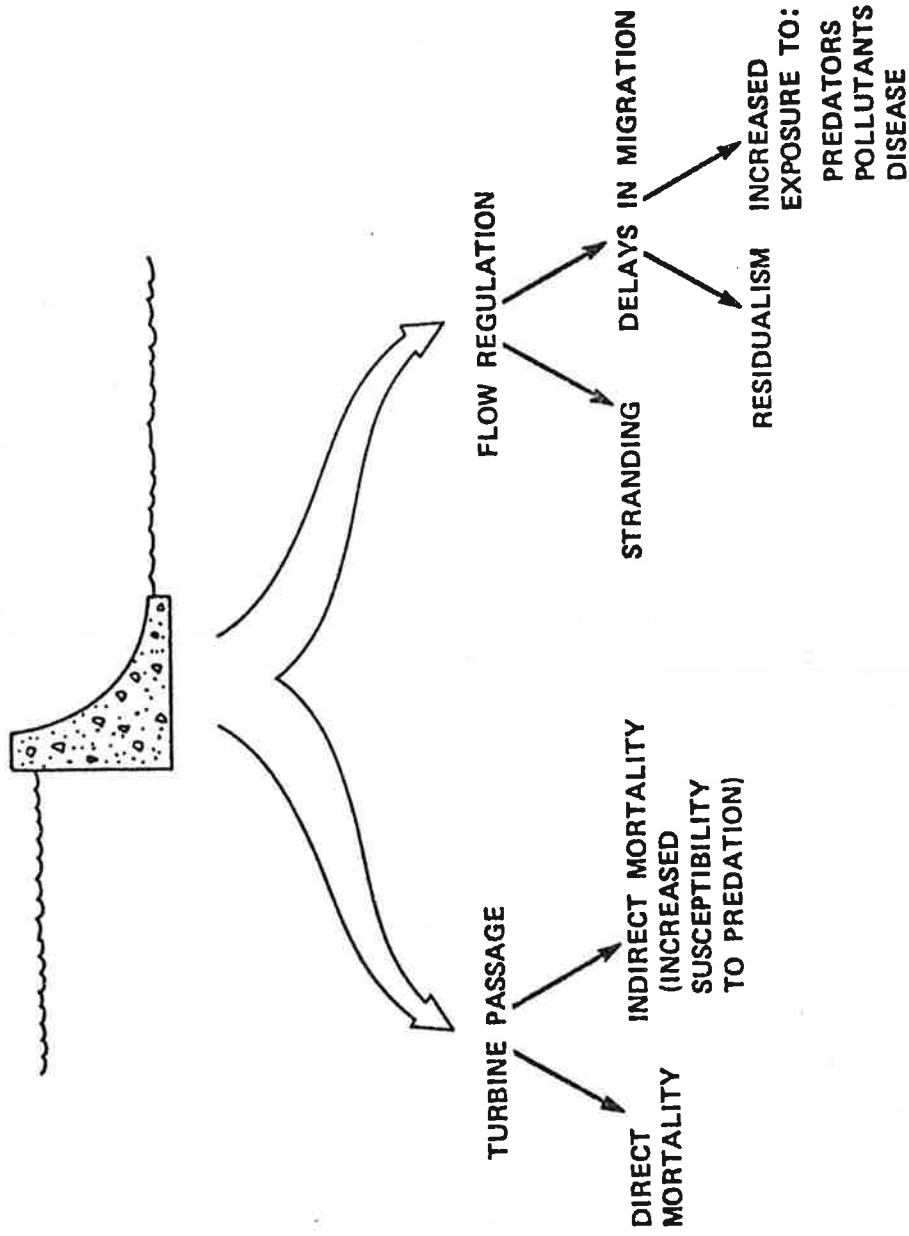 TURBINE PASSAGE
DIRECT
MORTALITY
INDIRECT MORTALITY
(INCREASED
SUSCEPTIBILITY
TO PREDATION)
FLOW REGULATION
STRANDING
DELAYS IN MIGRATION
RESIDUALISM
INCREASED
EXPOSURE TO:
PREDATORS
POLLUTANTS
DISEASE